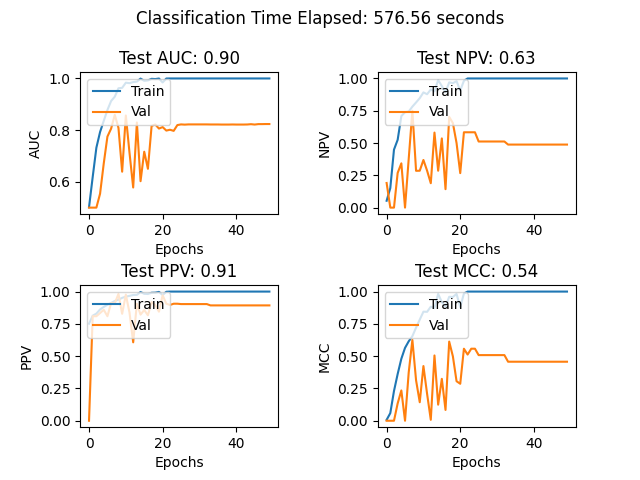 Classification Time Elapsed: 576.56 seconds
Test AUC: 0.90
1.0
0.8
0.6
AUC
Train
Val
0
20
40
Epochs
Test NPV: 0.63
1.00
0.75
0.50
0.25
0.00
NPV
Train
Val
0
20
40
Epochs
Test PPV: 0.91
1.00
0.75
0.50
0.25
0.00
PPV
Train
Val
0
20
40
Epochs
Test MCC: 0.54
1.00
0.75
0.50
0.25
0.00
MCC
Train
Val
0
20
40
Epochs